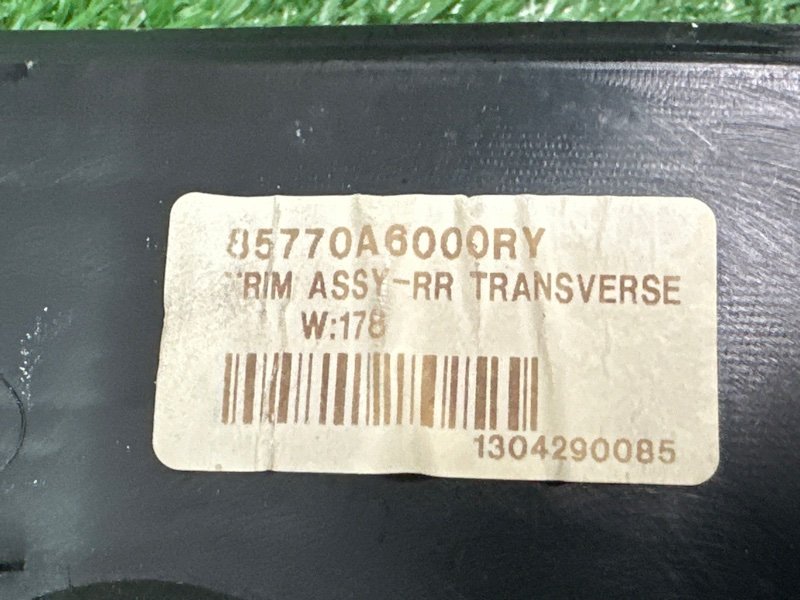 85770A6000RY
TRIM ASSY-RR TRANSVERSE
W:178
1304290085